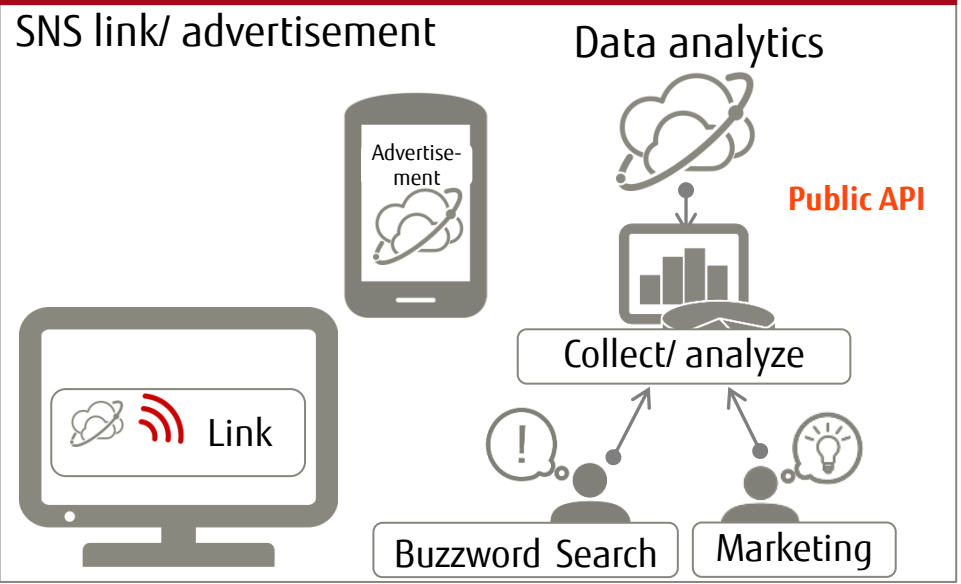 SNS link/ advertisement
Data analytics
Advertise-
ment
Public API
Collect/ analyze
Link
!
Buzzword Search
Marketing